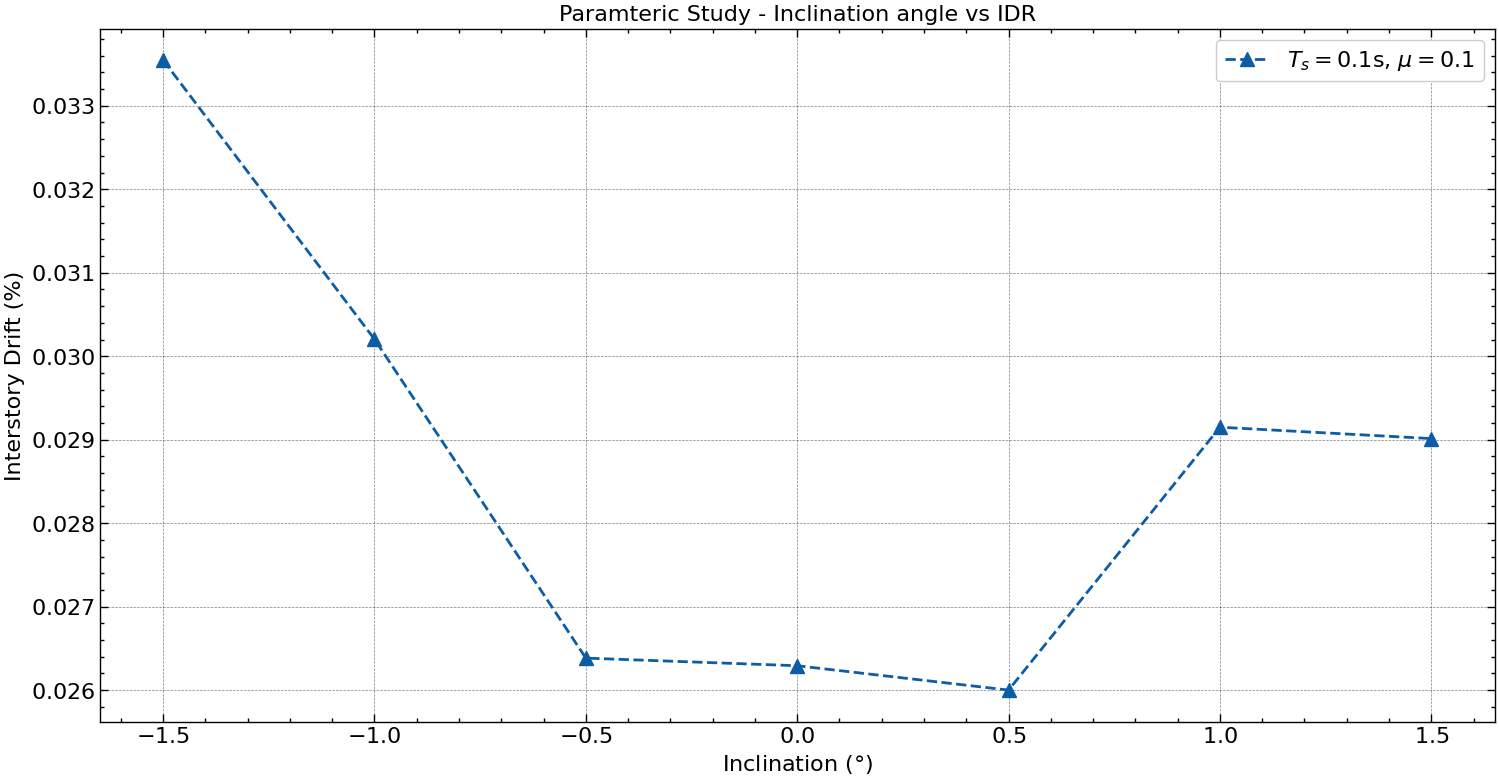 Paramteric Study - Inclination angle vs IDR
T_s = 0.1s, μ = 0.1
Interstory Drift (%)
0.033
0.032
0.031
0.030
0.029
0.028
0.027
0.026
−1.5 −1.0 −0.5 0.0 0.5 1.0 1.5
Inclination (°)